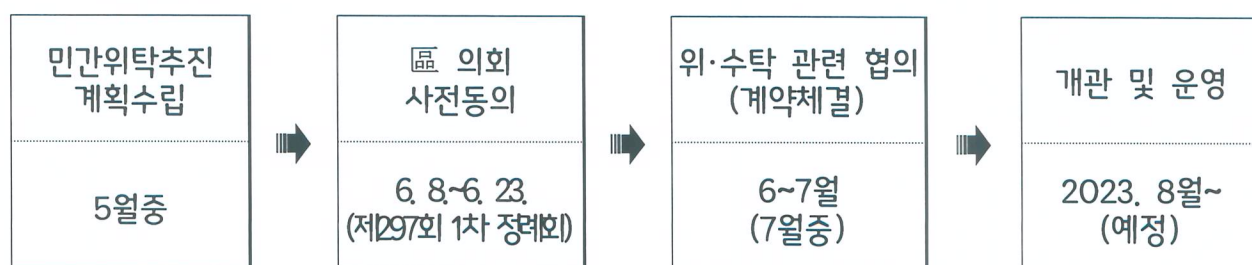 민간위탁추진
계획수립
5월중
區 의회
사전동의
6. 8.~6. 23.
(제297회 1차 정례회)
위·수탁 관련 협의
(계약체결)
6~7월
(7월중)
개관 및 운영
2023. 8월~
(예정)